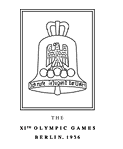 THE
XITH OLYMPIC GAMES
BERLIN, 1936